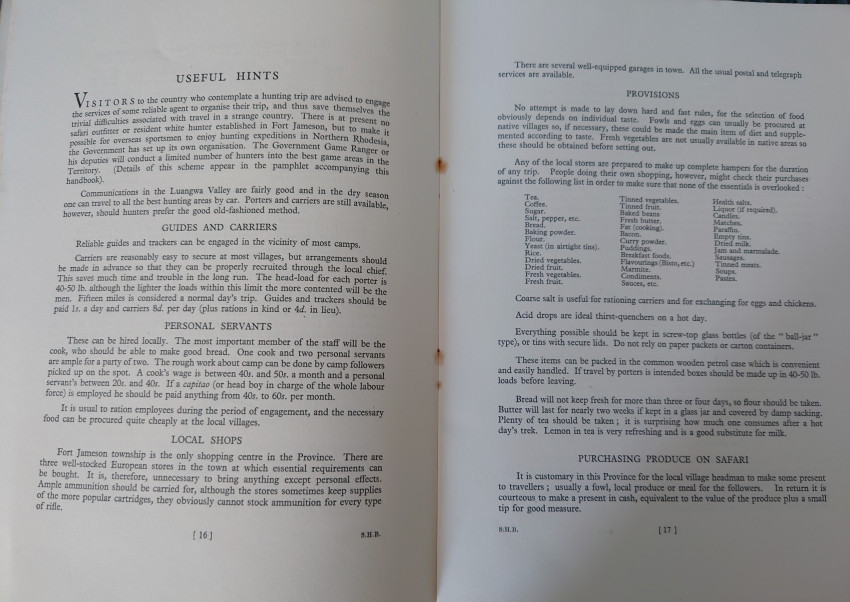 USEFUL HINTS
VISITORS to the country who contemplate a hunting trip are advised to engage
the services of some reliable agent to organise their trip, and thus save themselves the
trivial difficulties associated with travel in a strange country. There is at present no
safari outfitter or resident white hunter established in Fort Jameson, but to make it
possible for overseas sportsmen to enjoy hunting expeditions in Northern Rhodesia,
the Government has set up its own organisation. The Government Game Ranger or
his deputies will conduct a limited number of hunters into the best game areas in the
Territory. (Details of this scheme appear in the pamphlet accompanying this
handbook).
Communications in the Luangwa Valley are fairly good and in the dry season
one can travel to all the best hunting areas by car. Porters and carriers are still available,
however, should hunters prefer the good old-fashioned method.
GUIDES AND CARRIERS
Reliable guides and trackers can be engaged in the vicinity of most camps.
Carriers are reasonably easy to secure at most villages, but arrangements should
be made in advance so that they can be properly recruited through the local chief.
This saves much time and trouble in the long run. The head-load for each porter is
40-50 lb. although the lighter the loads within this limit the more contented will be the
men. Fifteen miles is considered a normal day's trip. Guides and trackers should be
paid 1s. a day and carriers 8d. per day (plus rations in kind or 4d. in lieu).
PERSONAL SERVANTS
These can be hired locally. The most important member of the staff will be the
cook, who should be able to make good bread. One cook and two personal servants
are ample for a party of two. The rough work about camp can be done by camp followers
picked up on the spot. A cook's wage is between 40s. and 50s. a month and a personal
servant's between 20s. and 40s. If a capitao (or head boy in charge of the whole labour
force) is employed he should be paid anything from 40s. to 60s. per month.
It is usual to ration employees during the period of engagement, and the necessary
food can be procured quite cheaply at the local villages.
LOCAL SHOPS
Fort Jameson township is the only shopping centre in the Province. There are
three well-stocked European stores in the town at which essential requirements can
be bought. It is, therefore, unnecessary to bring anything except personal effects.
Ample ammunition should be carried for, although the stores sometimes keep supplies
of the more popular cartridges, they obviously cannot stock ammunition for every type
of rifle.
[ 16 ]
S.H.B.
There are several well-equipped garages in town. All the usual postal and telegraph
services are available.
PROVISIONS
No attempt is made to lay down hard and fast rules, for the selection of food
obviously depends on individual taste. Fowls and eggs can usually be procured at
native villages so, if necessary, these could be made the main item of diet and supple-
mented according to taste. Fresh vegetables are not usually available in native areas so
these should be obtained before setting out.
Any of the local stores are prepared to make up complete hampers for the duration
of any trip. People doing their own shopping, however, might check their purchases
against the following list in order to make sure that none of the essentials is overlooked :
Tea.
Coffee.
Sugar.
Salt, pepper, etc.
Bread.
Baking powder.
Flour.
Yeast (in airtight tins).
Rice.
Dried vegetables.
Dried fruit.
Fresh vegetables.
Fresh fruit.
Tinned vegetables.
Tinned fruit.
Baked beans
Fresh butter.
Fat (cooking).
Bacon.
Curry powder.
Puddings.
Breakfast foods.
Flavourings (Bisto, etc.)
Marmite.
Condiments.
Sauces, etc.
Health salts.
Liquor (if required).
Candles.
Matches.
Paraffin.
Empty tins.
Dried milk.
Jam and marmalade.
Sausages.
Tinned meats.
Soups.
Pastes.
Coarse salt is useful for rationing carriers and for exchanging for eggs and chickens.
Acid drops are ideal thirst-quenchers on a hot day.
Everything possible should be kept in screw-top glass bottles (of the " ball-jar "
type), or tins with secure lids. Do not rely on paper packets or carton containers.
These items can be packed in the common wooden petrol case which is convenient
and easily handled. If travel by porters is intended boxes should be made up in 40-50 lb.
loads before leaving.
Bread will not keep fresh for more than three or four days, so flour should be taken.
Butter will last for nearly two weeks if kept in a glass jar and covered by damp sacking.
Plenty of tea should be taken ; it is surprising how much one consumes after a hot
day's trek. Lemon in tea is very refreshing and is a good substitute for milk.
PURCHASING PRODUCE ON SAFARI
It is customary in this Province for the local village headman to make some present
to travellers ; usually a fowl, local produce or meal for the followers. In return it is
courteous to make a present in cash, equivalent to the value of the produce plus a small
tip for good measure.
S.H.B.
[ 17 ]